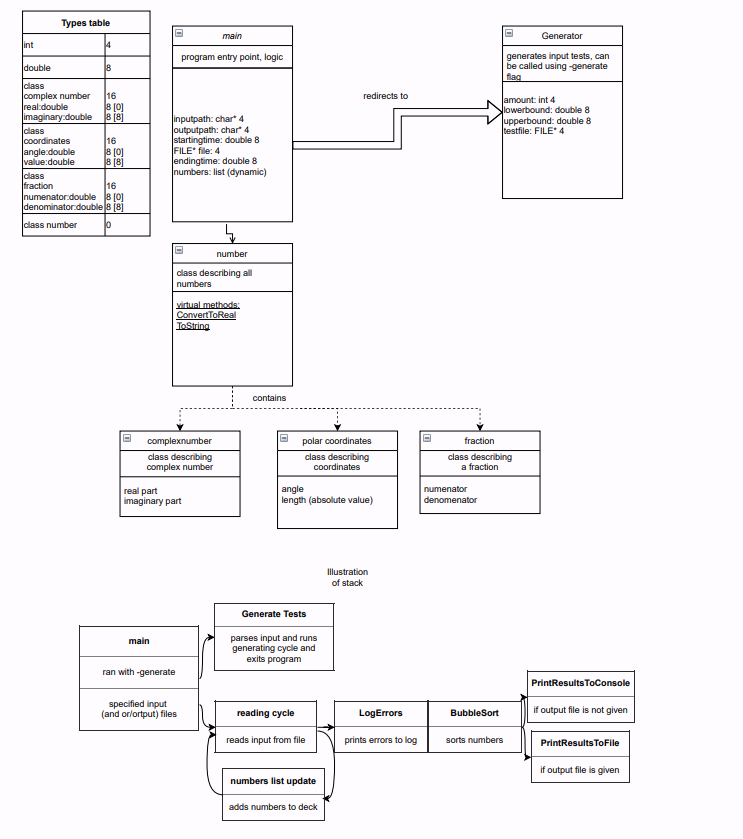 Types table
int 4
double 8
class
complex number 16
real:double 8 [0]
imaginary:double 8 [8]
class
coordinates 16
angle:double 8 [0]
value:double 8 [8]
class
fraction 16
numenator:double 8 [0]
denominator:double 8 [8]
class number 0
main
program entry point, logic
inputpath: char* 4
outputpath: char* 4
startingtime: double 8
FILE* file: 4
endingtime: double 8
numbers: list (dynamic)
redirects to
Generator
generates input tests, can
be called using -generate
flag
amount: int 4
lowerbound: double 8
upperbound: double 8
testfile: FILE* 4
number
class describing all
numbers
virtual methods:
ConvertToReal
ToString
contains
complexnumber
class describing
complex number
real part
imaginary part
polar coordinates
class describing
coordinates
angle
length (absolute value)
fraction
class describing
a fraction
numenator
denomenator
Illustration
of stack
main
ran with -generate
specified input
(and or/ortput) files
Generate Tests
parses input and runs
generating cycle and
exits program
reading cycle
reads input from file
numbers list update
adds numbers to deck
LogErrors
prints errors to log
BubbleSort
sorts numbers
PrintResultsToConsole
if output file is not given
PrintResultsToFile
if output file is given